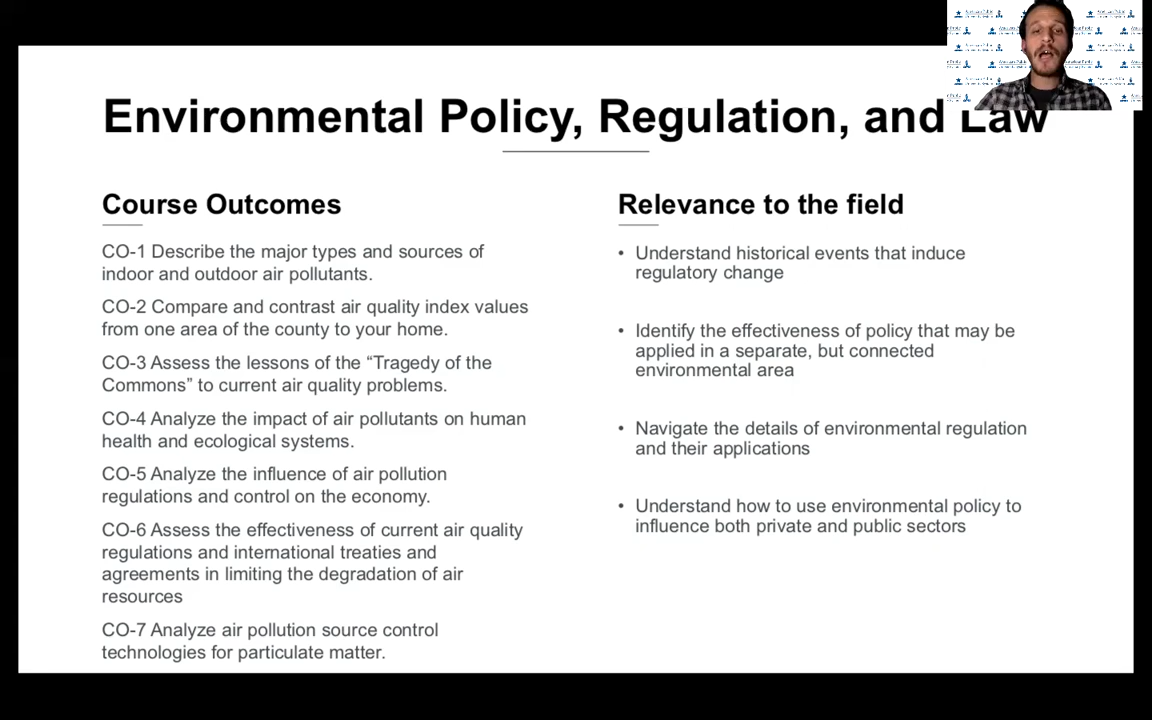 Environmental Policy, Regulation, and Law
Course Outcomes
CO-1 Describe the major types and sources of
indoor and outdoor air pollutants.
CO-2 Compare and contrast air quality index values
from one area of the county to your home.
CO-3 Assess the lessons of the “Tragedy of the
Commons” to current air quality problems.
CO-4 Analyze the impact of air pollutants on human
health and ecological systems.
CO-5 Analyze the influence of air pollution
regulations and control on the economy.
CO-6 Assess the effectiveness of current air quality
regulations and international treaties and
agreements in limiting the degradation of air
resources
CO-7 Analyze air pollution source control
technologies for particulate matter.
Relevance to the field
• Understand historical events that induce
regulatory change
• Identify the effectiveness of policy that may be
applied in a separate, but connected
environmental area
• Navigate the details of environmental regulation
and their applications
• Understand how to use environmental policy to
influence both private and public sectors